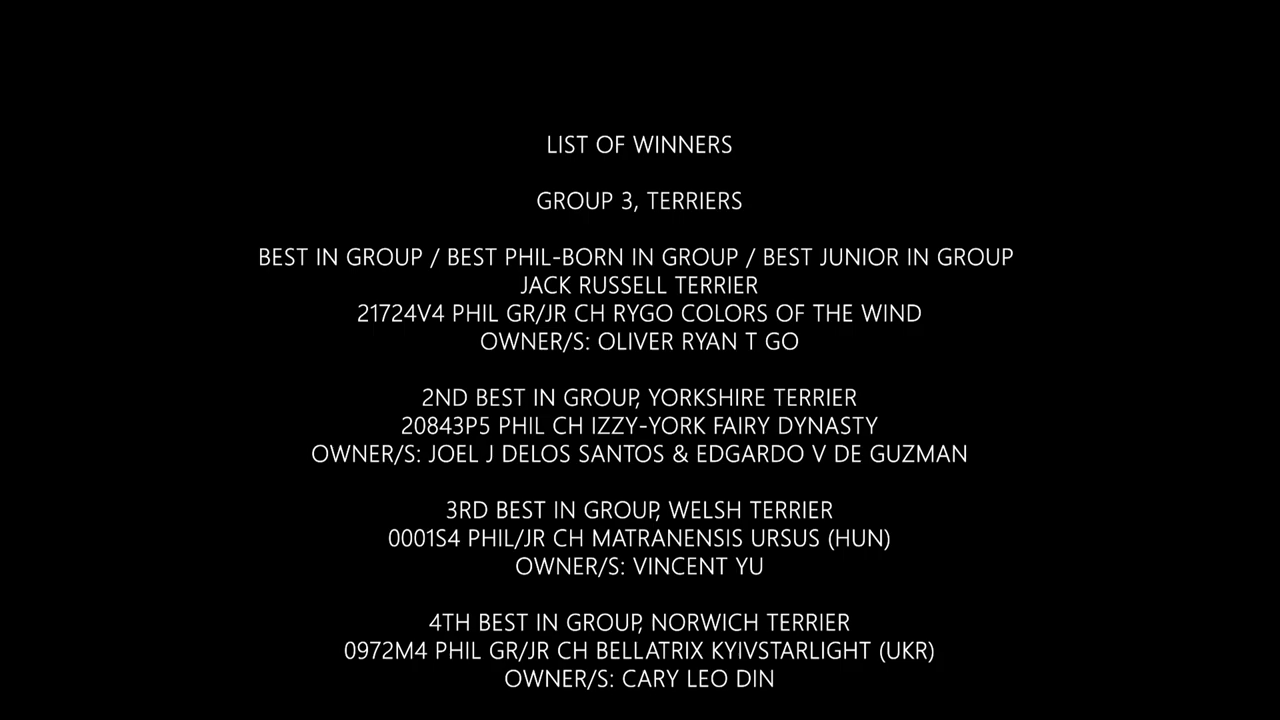 LIST OF WINNERS
GROUP 3, TERRIERS
BEST IN GROUP / BEST PHIL-BORN IN GROUP / BEST JUNIOR IN GROUP
JACK RUSSELL TERRIER
21724V4 PHIL GR/JR CH RYGO COLORS OF THE WIND
OWNER/S: OLIVER RYAN T GO
2ND BEST IN GROUP, YORKSHIRE TERRIER
20843P5 PHIL CH IZZY-YORK FAIRY DYNASTY
OWNER/S: JOEL J DELOS SANTOS & EDGARDO V DE GUZMAN
3RD BEST IN GROUP, WELSH TERRIER
0001S4 PHIL/JR CH MATRANENSIS URSUS (HUN)
OWNER/S: VINCENT YU
4TH BEST IN GROUP, NORWICH TERRIER
0972M4 PHIL GR/JR CH BELLATRIX KYIVSTARLIGHT (UKR)
OWNER/S: CARY LEO DIN